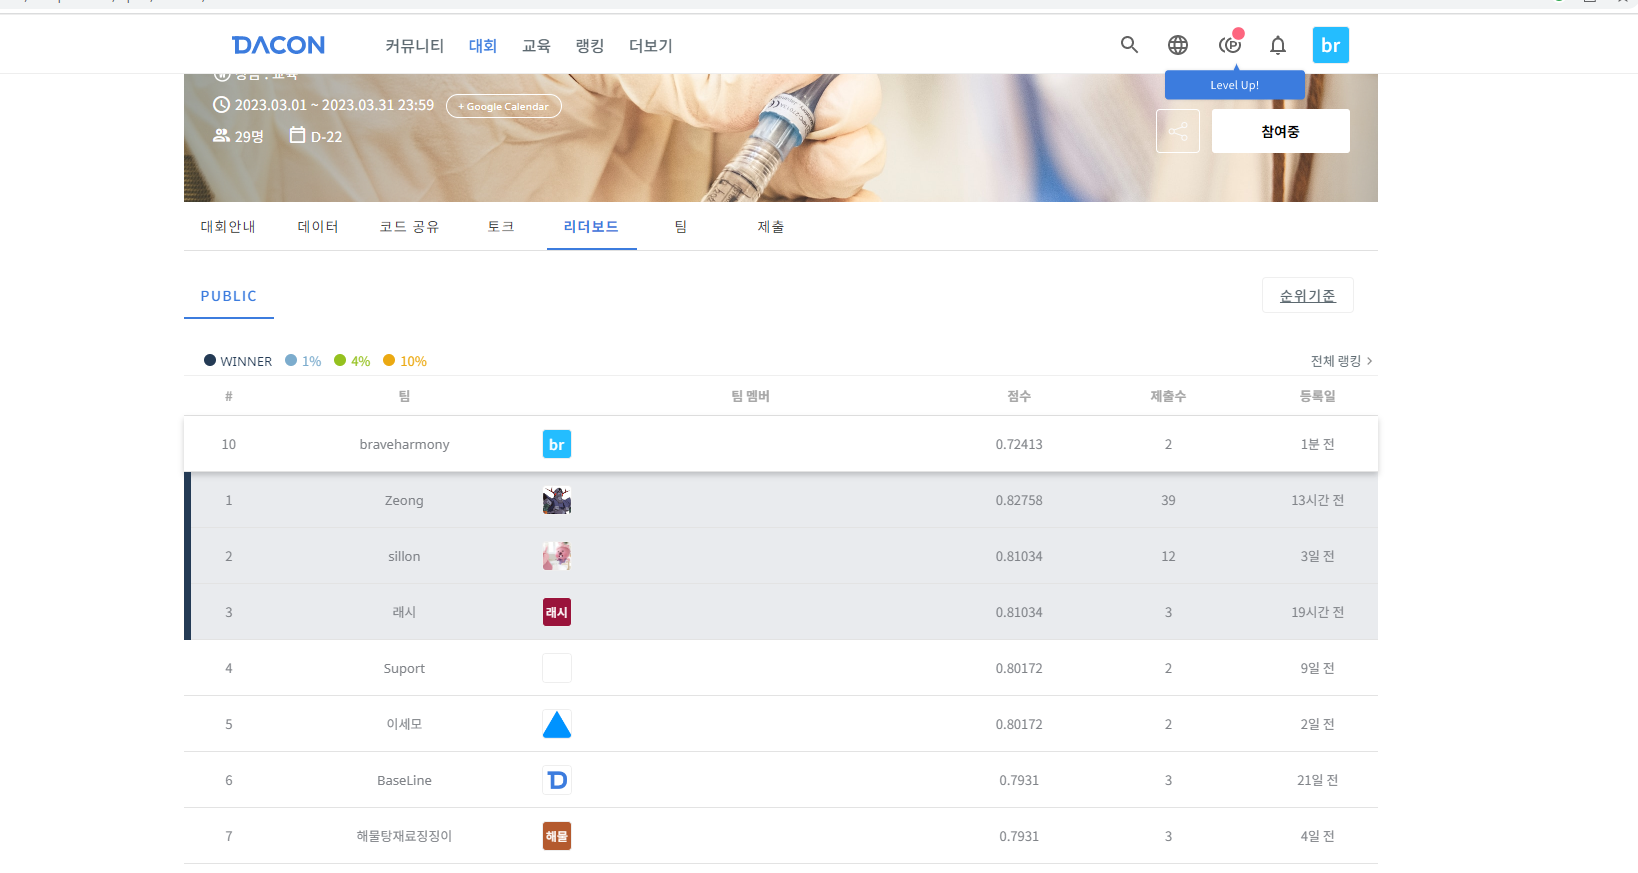 DACON 커뮤니티 대회 교육 랭킹 더보기 br
Level Up!
상금 : 교육
2023.03.01 ~ 2023.03.31 23:59 + Google Calendar
29명 D-22
참여중
대회안내 데이터 코드 공유 토크 리더보드 팀 제출
PUBLIC 순위기준
WINNER 1% 4% 10% 전체 랭킹
# 팀 팀 멤버 점수 제출수 등록일
10 braveharmony br 0.72413 2 1분 전
1 Zeong 0.82758 39 13시간 전
2 sillon 0.81034 12 3일 전
3 래시 래시 0.81034 3 19시간 전
4 Suport 0.80172 2 9일 전
5 이세모 0.80172 2 2일 전
6 BaseLine D 0.7931 3 21일 전
7 해물탕재료징징이 해물 0.7931 3 4일 전